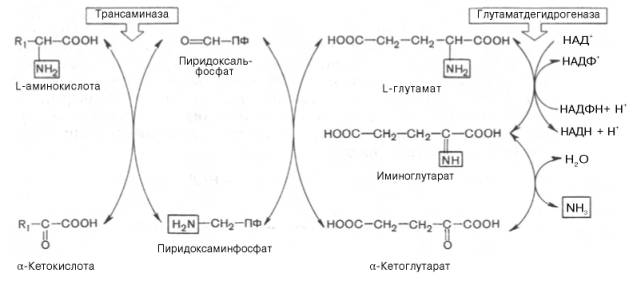 Трансаминаза
Глутаматдегидрогеназа
R₁—CH—COOH
NH₂
L-аминокислота
O=CH—ПФ
Пиридоксаль-
фосфат
HOOC—CH₂—CH₂—CH—COOH
NH₂
L-глутамат
НАД⁺
НАДФ⁺
НАДФН+ Н⁺
НАДН + Н⁺
HOOC—CH₂—CH₂—C—COOH
NH
Иминоглутарат
H₂O
NH₃
R₁—C—COOH
O
α-Кетокислота
H₂N—CH₂—ПФ
Пиридоксаминфосфат
HOOC—CH₂—CH₂—C—COOH
O
α-Кетоглутарат